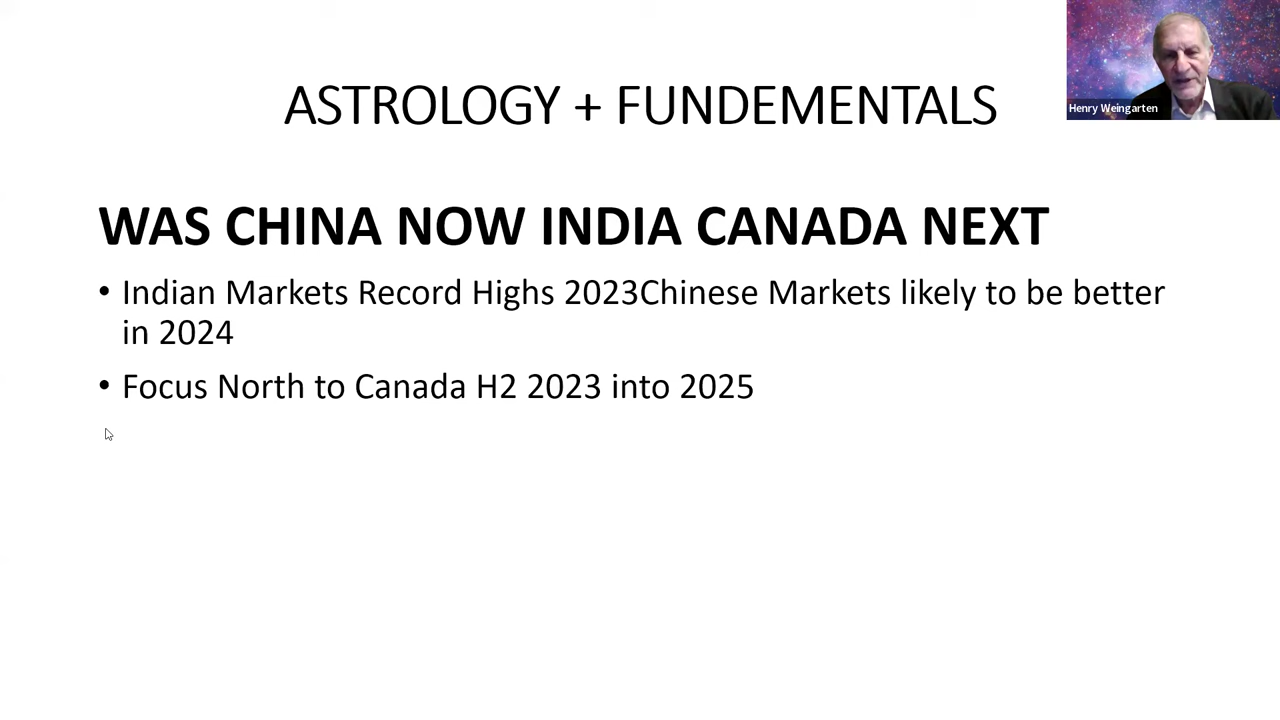 ASTROLOGY + FUNDEMENTALS
Henry Weingarten
WAS CHINA NOW INDIA CANADA NEXT
• Indian Markets Record Highs 2023Chinese Markets likely to be better
in 2024
• Focus North to Canada H2 2023 into 2025